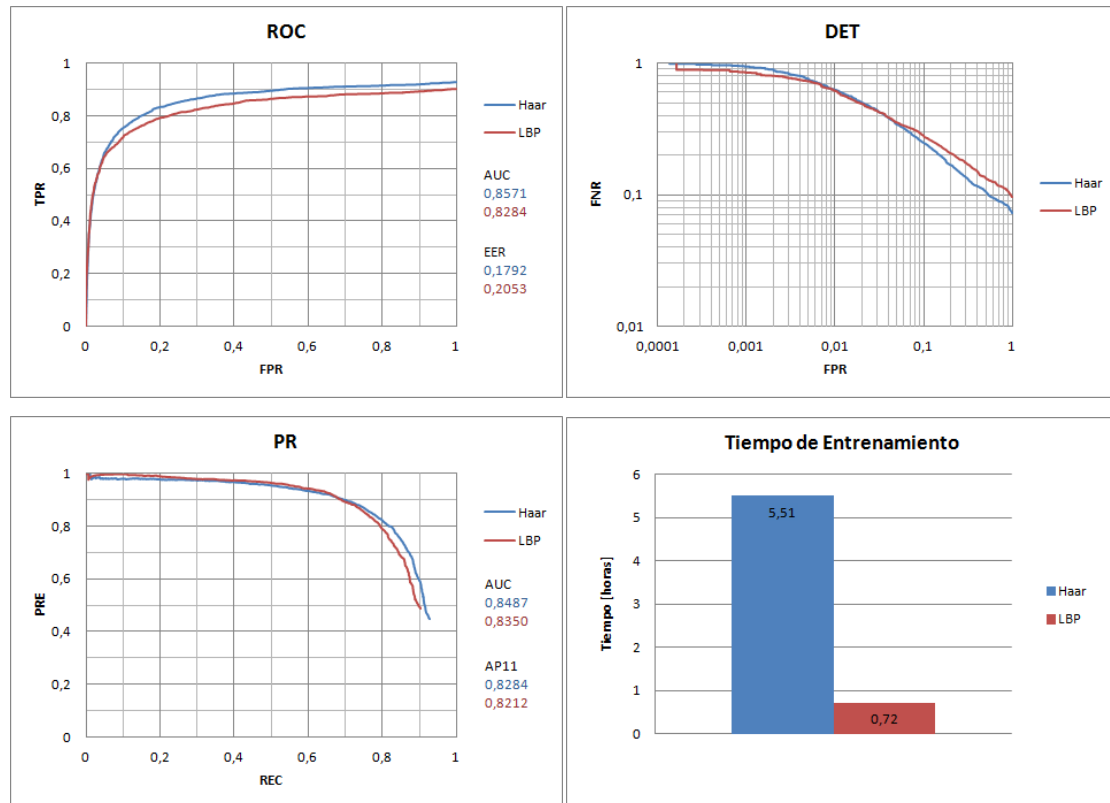 ROC
1
0,8
0,6
0,4
0,2
0
TPR
0
0,2
0,4
0,6
0,8
1
FPR
Haar
LBP
AUC
0,8571
0,8284
EER
0,1792
0,2053
DET
1
0,1
0,01
FNR
0,0001
0,001
0,01
0,1
1
FPR
Haar
LBP
PR
1
0,8
0,6
0,4
0,2
0
PRE
0
0,2
0,4
0,6
0,8
1
REC
Haar
LBP
AUC
0,8487
0,8350
AP11
0,8284
0,8212
Tiempo de Entrenamiento
6
5
4
3
2
1
0
Tiempo [horas]
5,51
0,72
Haar
LBP